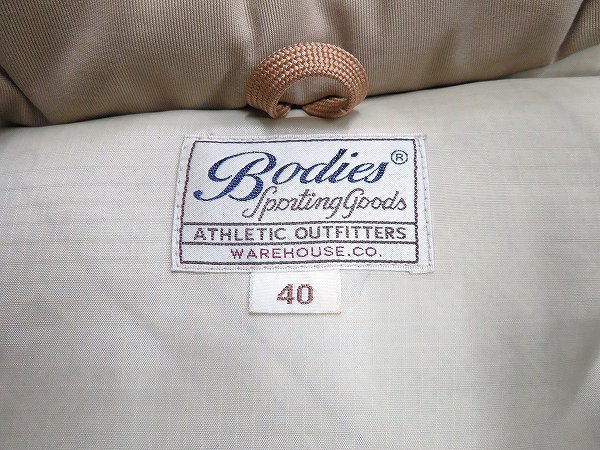 Bodies®
Sporting Goods
ATHLETIC OUTFITTERS
WAREHOUSE.CO.
40